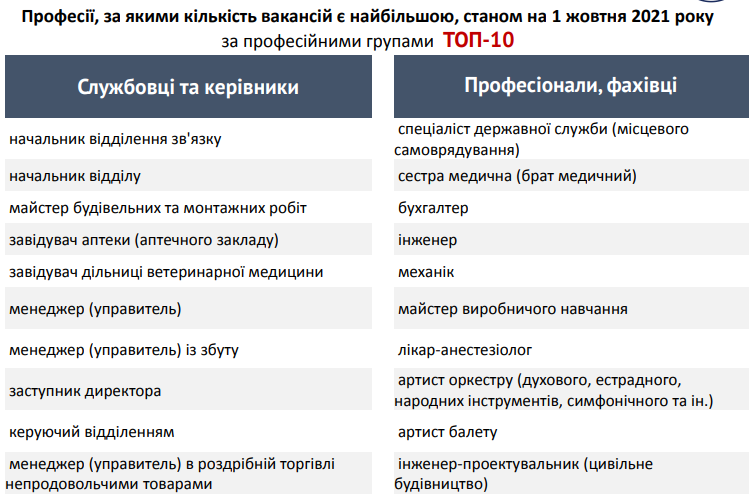 Професії, за якими кількість вакансій є найбільшою, станом на 1 жовтня 2021 року
за професійними групами ТОП-10
Службовці та керівники
начальник відділення зв'язку
начальник відділу
майстер будівельних та монтажних робіт
завідувач аптеки (аптечного закладу)
завідувач дільниці ветеринарної медицини
менеджер (управитель)
менеджер (управитель) із збуту
заступник директора
керуючий відділенням
менеджер (управитель) в роздрібній торгівлі
непродовольчими товарами
Професіонали, фахівці
спеціаліст державної служби (місцевого
самоврядування)
сестра медична (брат медичний)
бухгалтер
інженер
механік
майстер виробничого навчання
лікар-анестезіолог
артист оркестру (духового, естрадного,
народних інструментів, симфонічного та ін.)
артист балету
інженер-проектувальник (цивільне
будівництво)